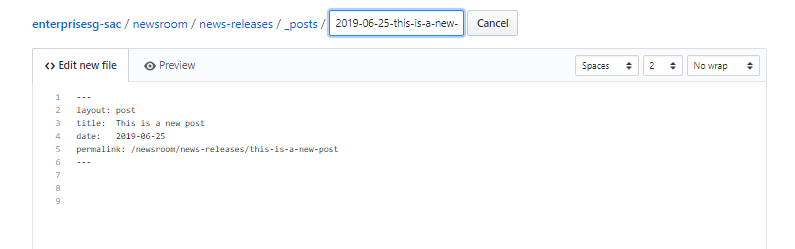 enterprisesg-sac / newsroom / news-releases / _posts / 2019-06-25-this-is-a-new- Cancel
Edit new file Preview Spaces 2 No wrap
1 ---
2 layout: post
3 title:  This is a new post
4 date:   2019-06-25
5 permalink: /newsroom/news-releases/this-is-a-new-post
6 ---
7
8
9